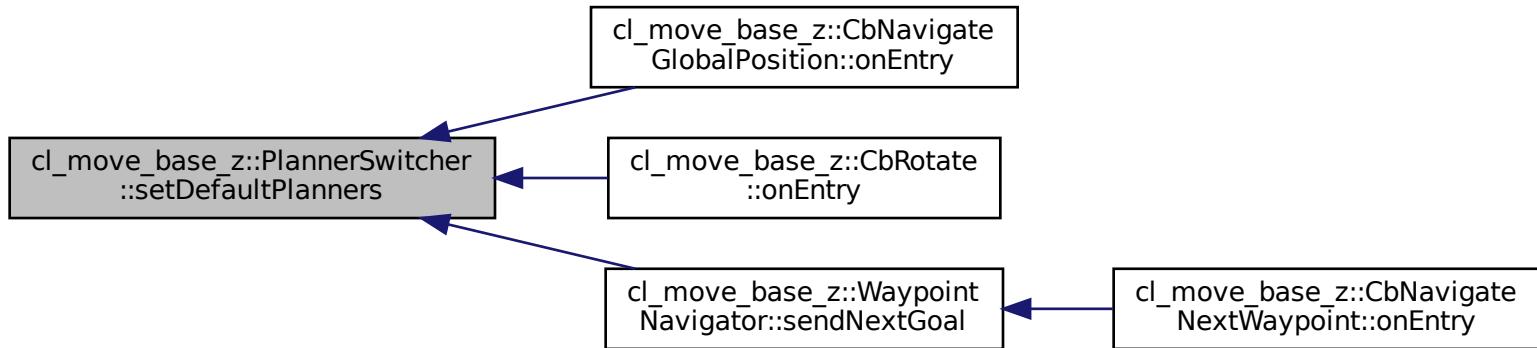 cl_move_base_z::CbNavigate
GlobalPosition::onEntry
cl_move_base_z::PlannerSwitcher
::setDefaultPlanners
cl_move_base_z::CbRotate
::onEntry
cl_move_base_z::Waypoint
Navigator::sendNextGoal
cl_move_base_z::CbNavigate
NextWaypoint::onEntry